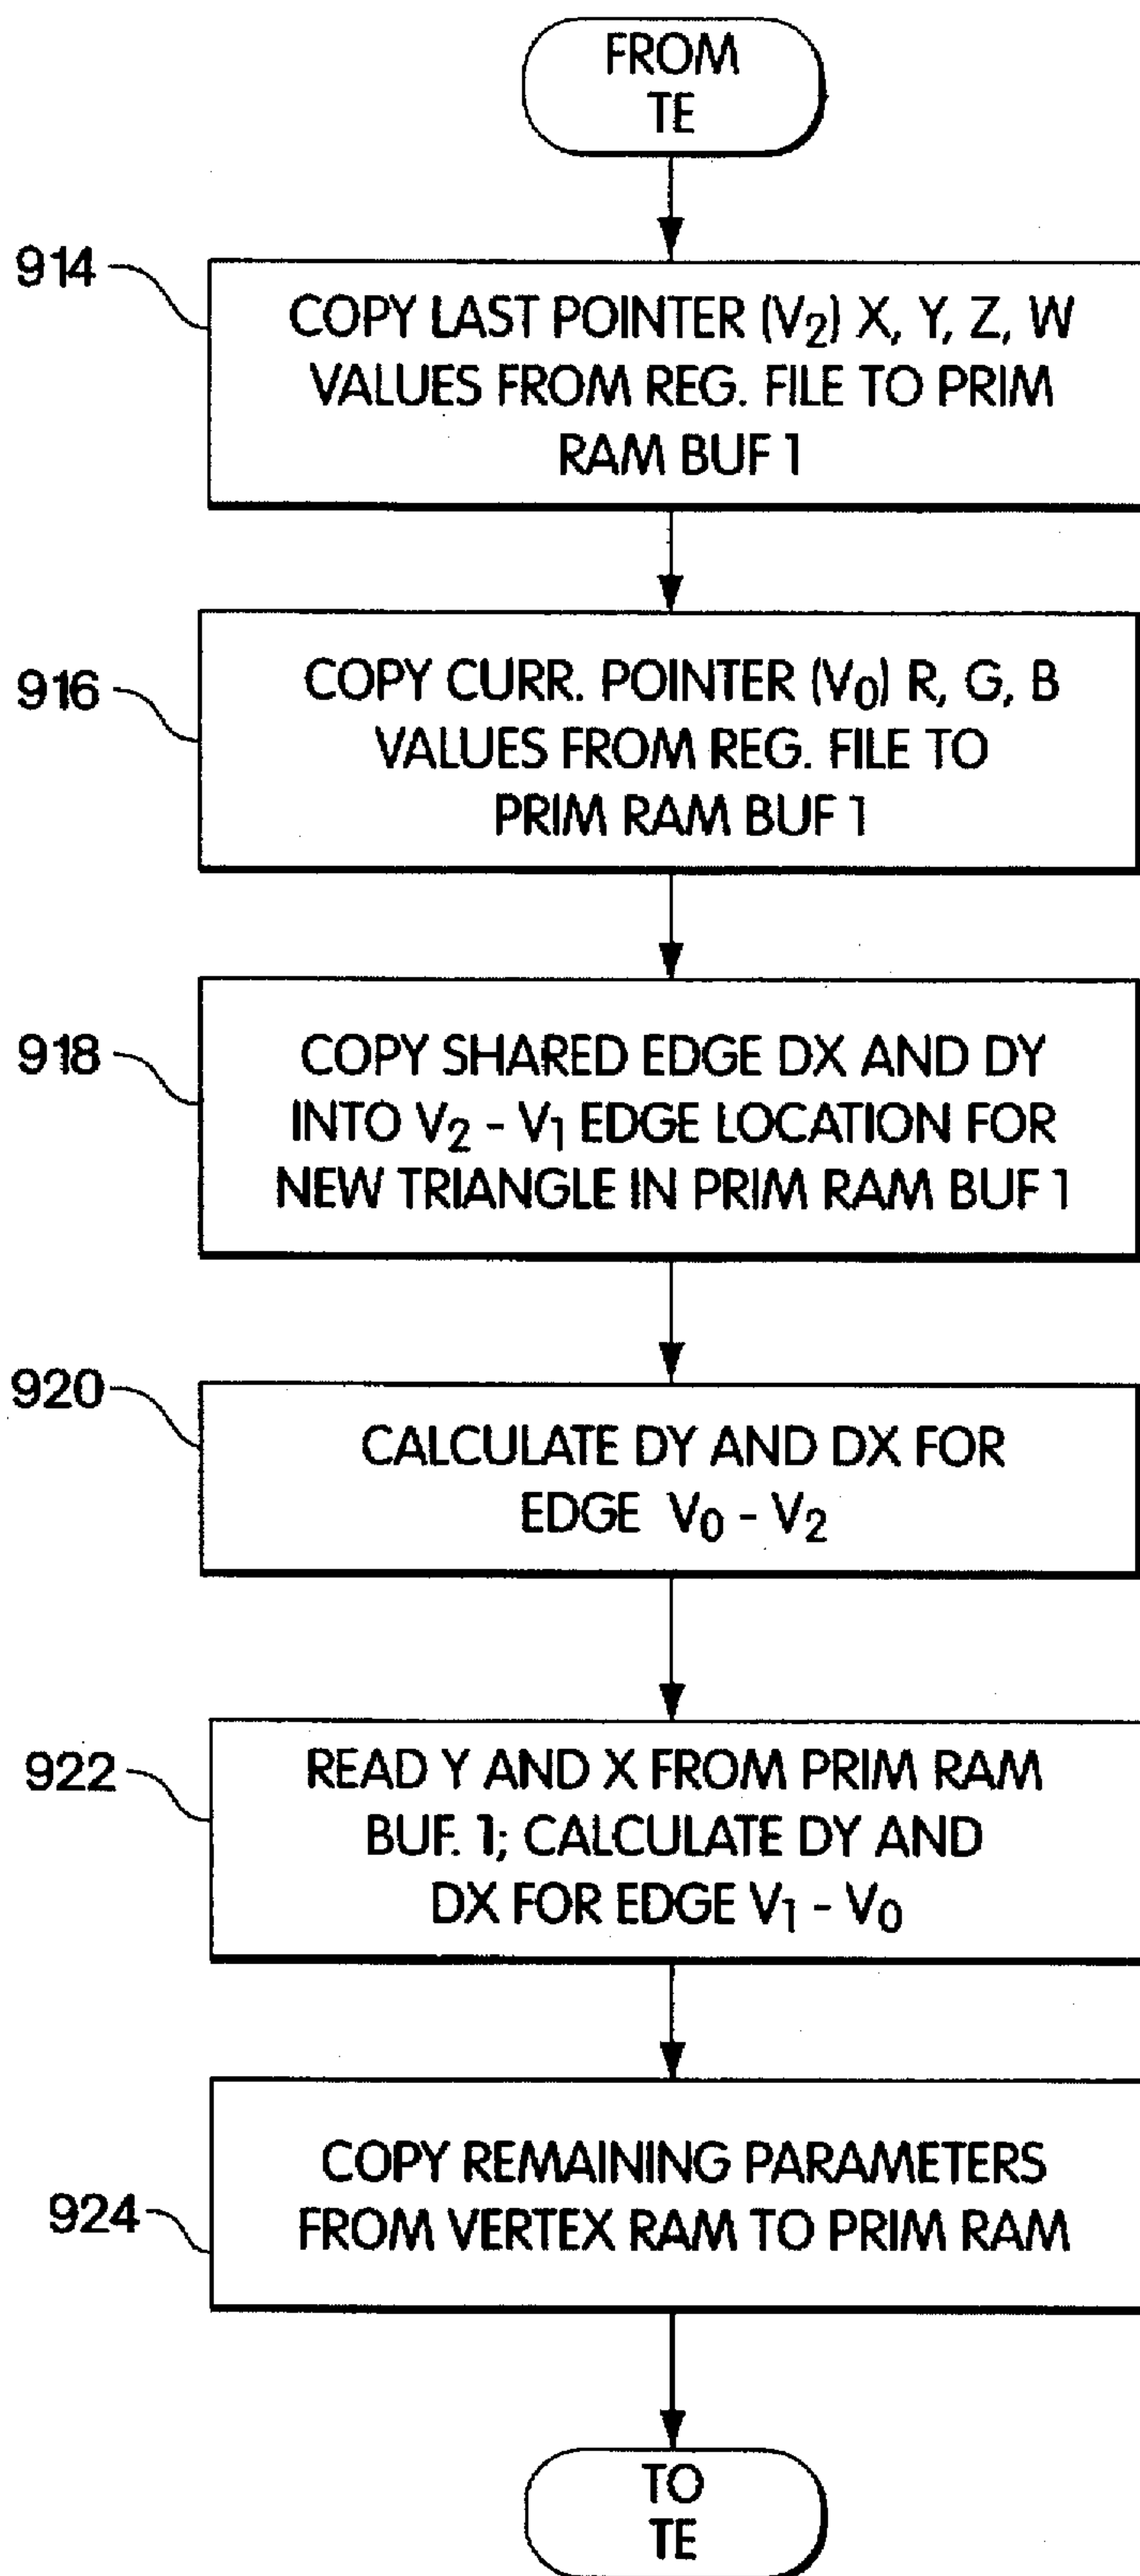 FROM
TE
914
COPY LAST POINTER (V2) X, Y, Z, W
VALUES FROM REG. FILE TO PRIM
RAM BUF 1
916
COPY CURR. POINTER (V0) R, G, B
VALUES FROM REG. FILE TO
PRIM RAM BUF 1
918
COPY SHARED EDGE DX AND DY
INTO V2 - V1 EDGE LOCATION FOR
NEW TRIANGLE IN PRIM RAM BUF 1
920
CALCULATE DY AND DX FOR
EDGE V0 - V2
922
READ Y AND X FROM PRIM RAM
BUF. 1; CALCULATE DY AND
DX FOR EDGE V1 - V0
924
COPY REMAINING PARAMETERS
FROM VERTEX RAM TO PRIM RAM
TO
TE